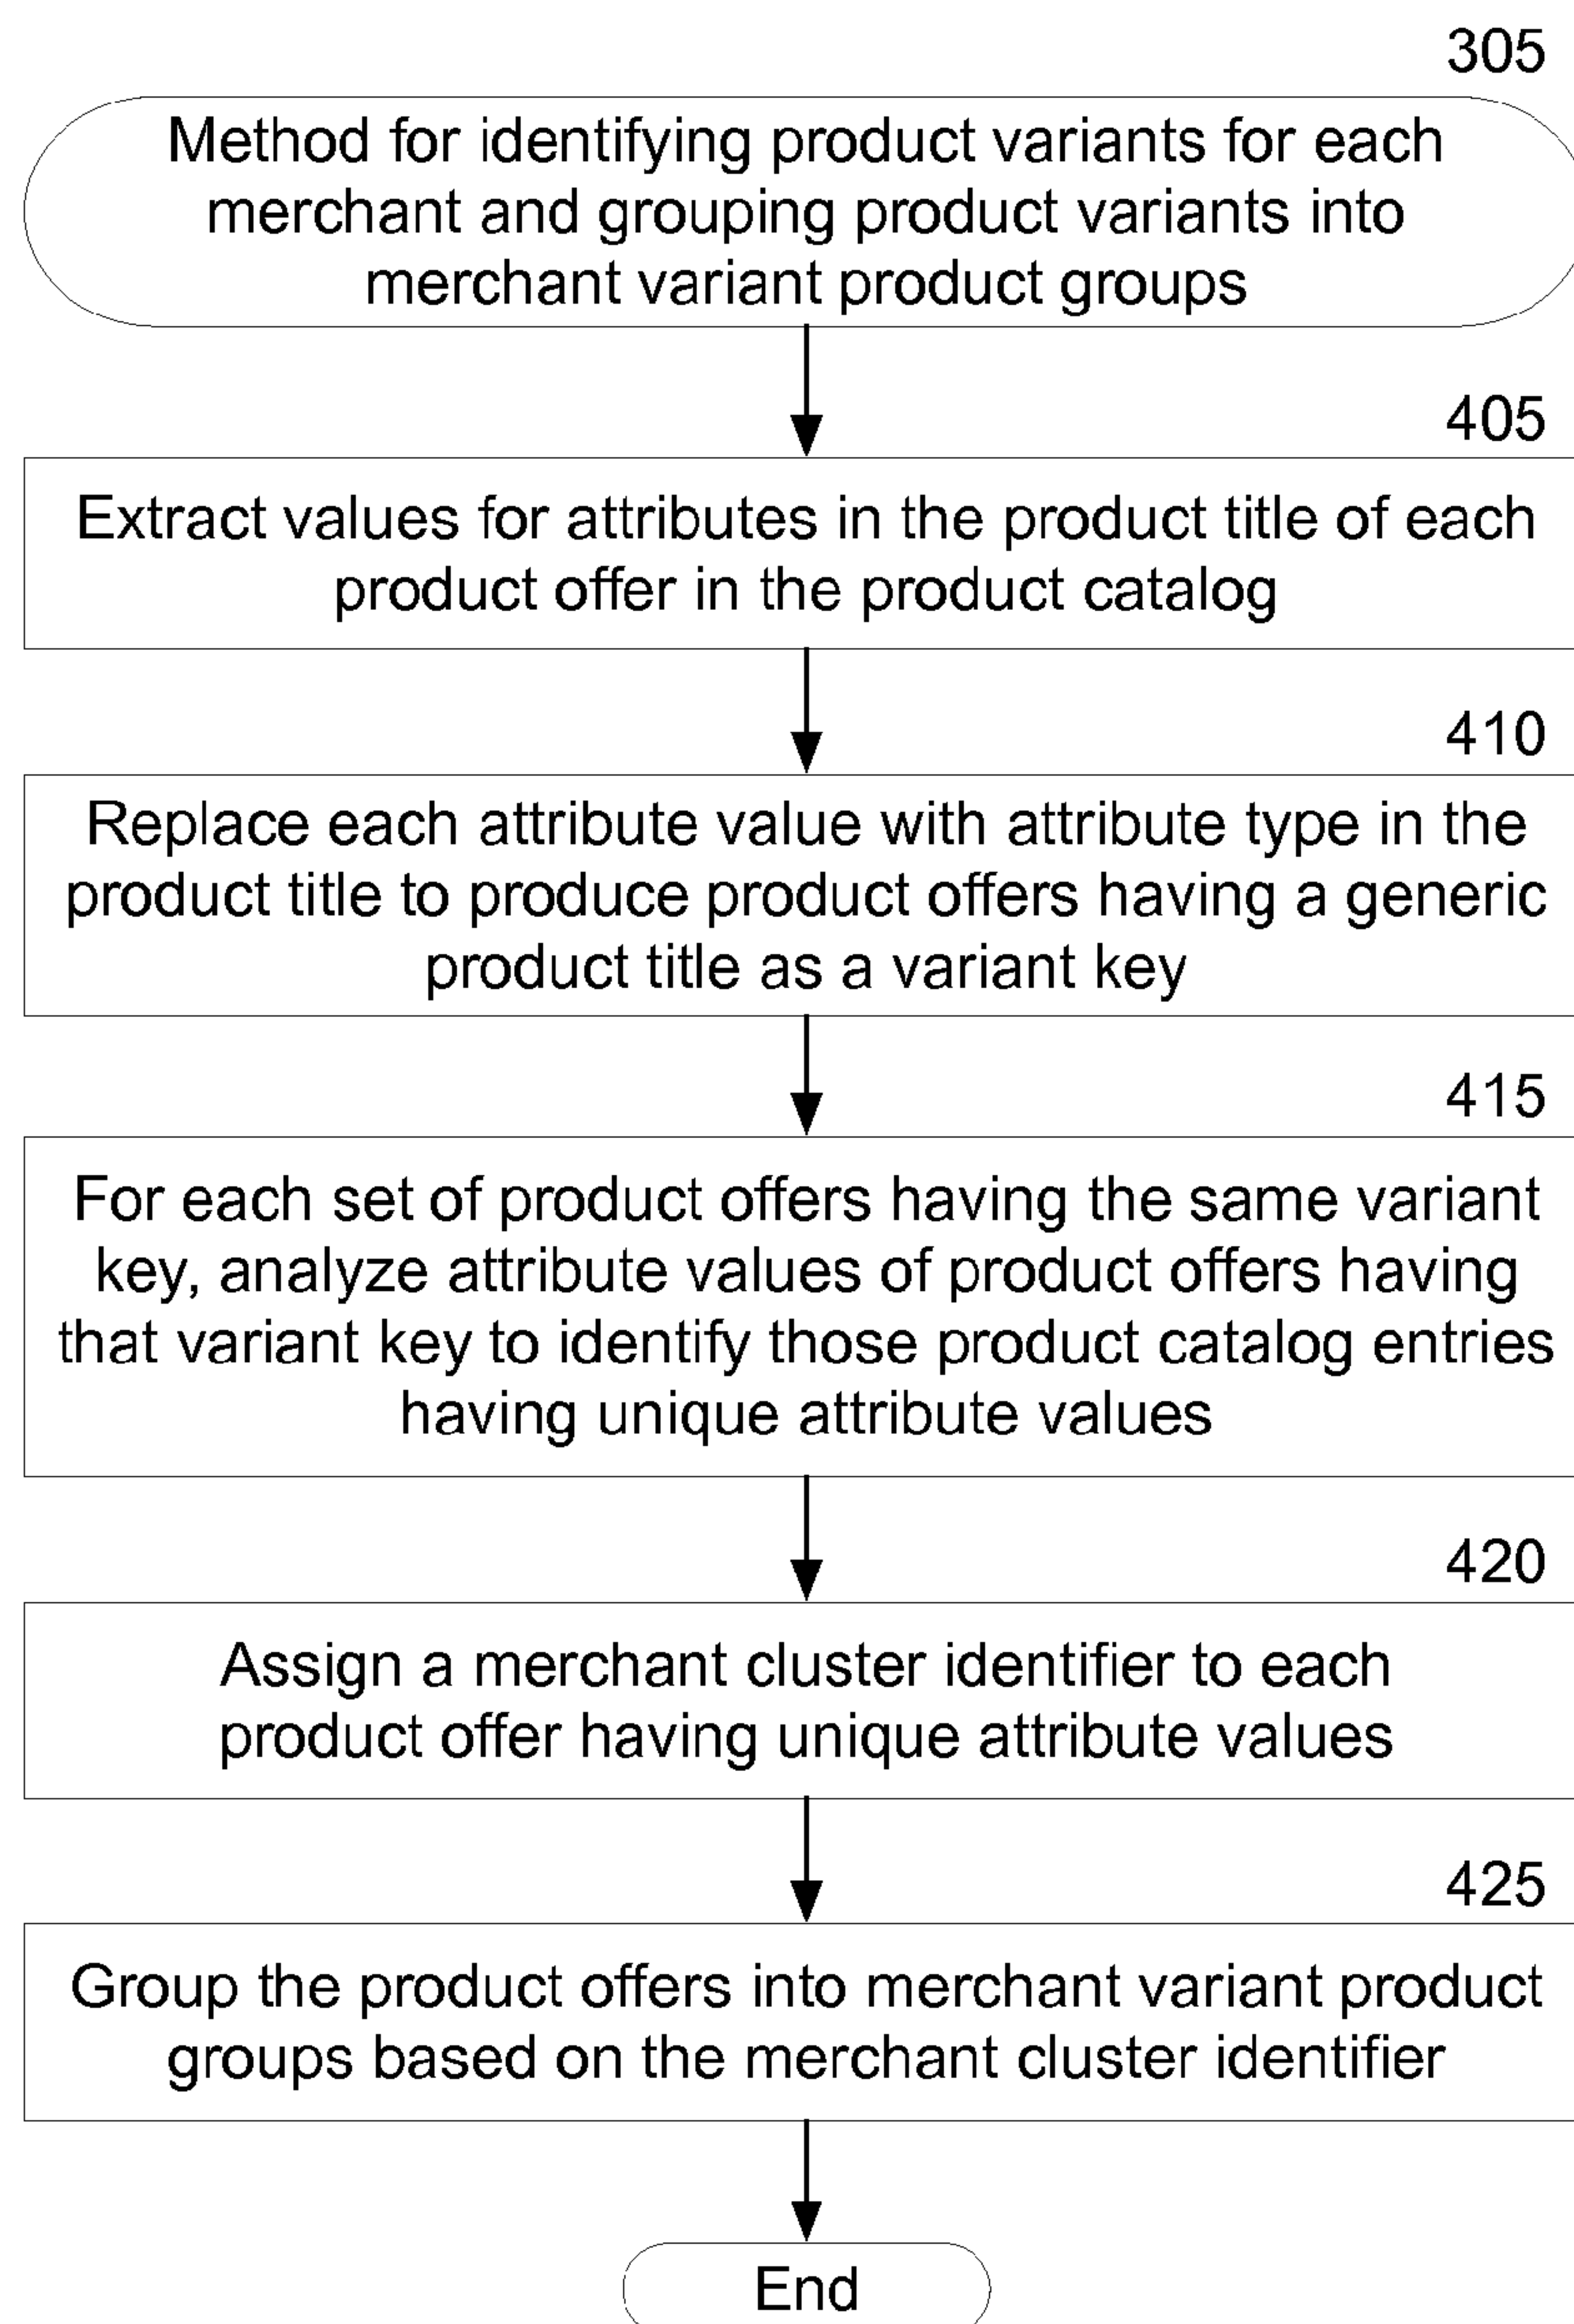 305
Method for identifying product variants for each
merchant and grouping product variants into
merchant variant product groups
405
Extract values for attributes in the product title of each
product offer in the product catalog
410
Replace each attribute value with attribute type in the
product title to produce product offers having a generic
product title as a variant key
415
For each set of product offers having the same variant
key, analyze attribute values of product offers having
that variant key to identify those product catalog entries
having unique attribute values
420
Assign a merchant cluster identifier to each
product offer having unique attribute values
425
Group the product offers into merchant variant product
groups based on the merchant cluster identifier
End